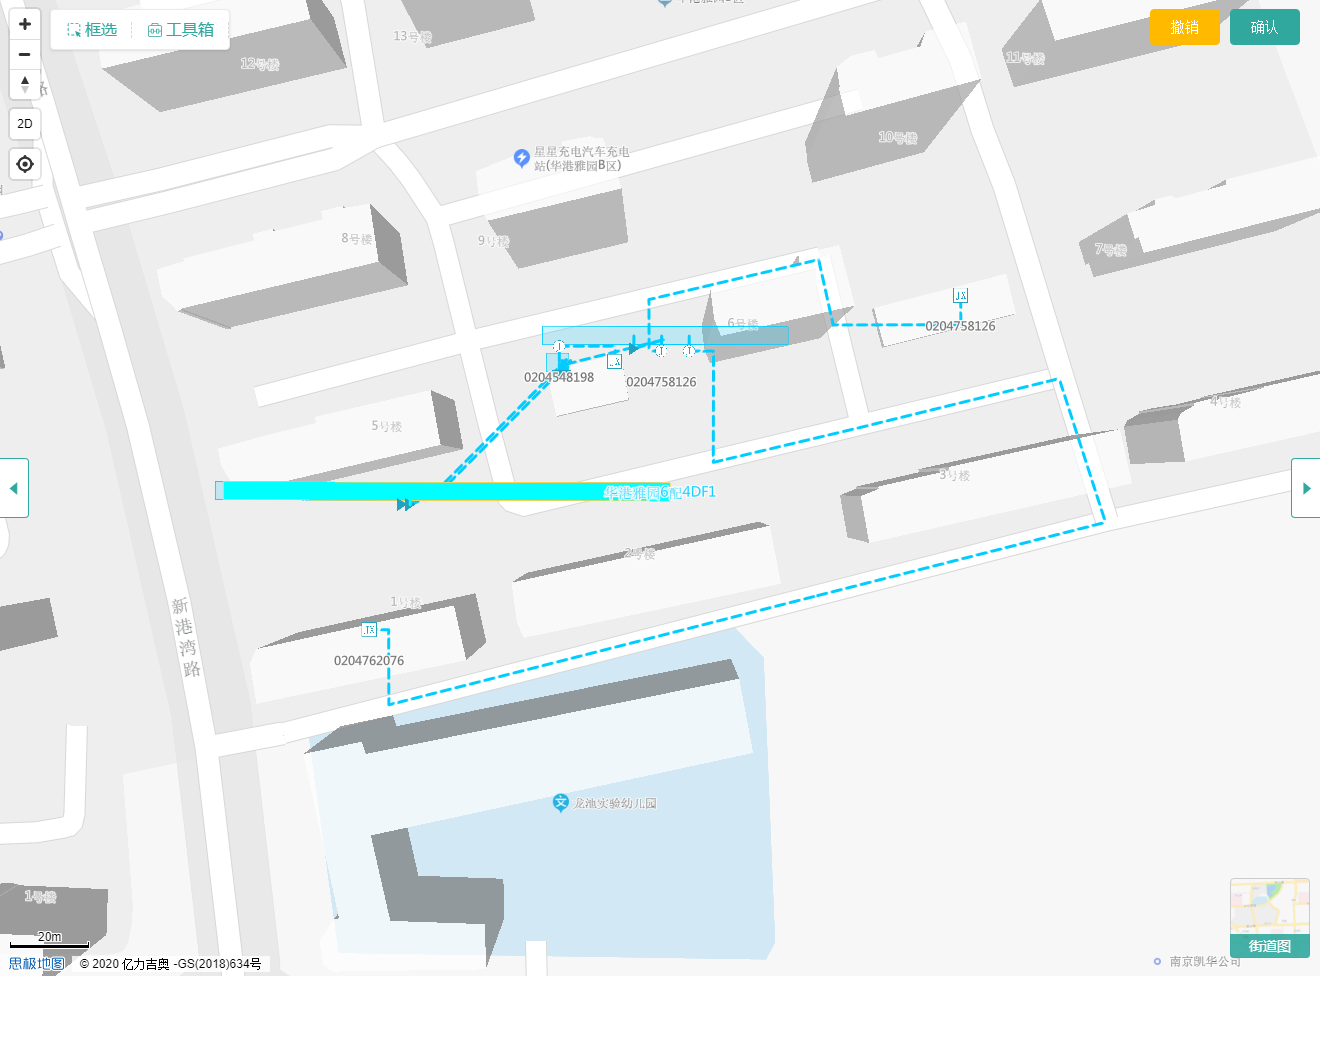 框选
工具箱
撤销
确认
2D
13号楼
12号楼
11号楼
10号楼
星星充电汽车充电
站(华港雅园B区)
8号楼
9号楼
7号楼
6号楼
0204758126
0204548198
0204758126
5号楼
4号楼
3号楼
华港雅园6
配4DF1
2号楼
1号楼
0204762076
新港湾路
龙池实验幼儿园
1号楼
20m
思极地图
© 2020 亿力吉奥 -GS(2018)634号
街道图
南京凯华公司